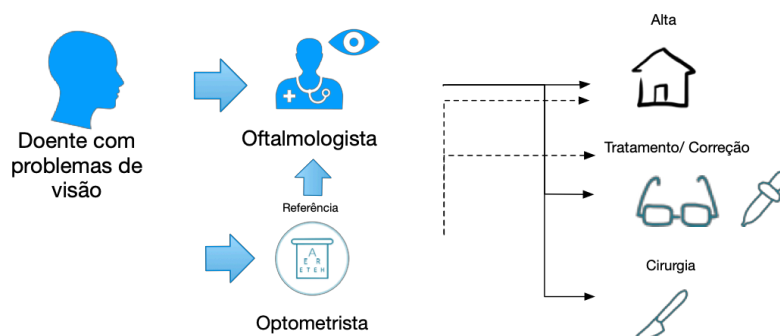 Doente com
problemas de
visão
Oftalmologista
Referência
A
E R
E T E H
Optometrista
Alta
Tratamento/ Correção
Cirurgia